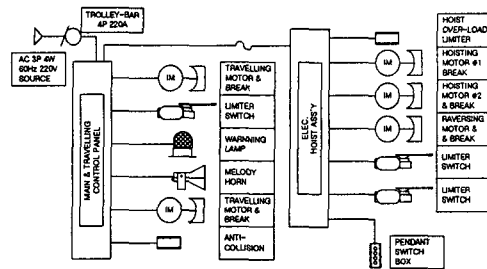 TROLLEY-BAR
4P 220A
AC 3P 4W
60Hz 220V
SOURCE
MAIN & TRAVELLING
CONTROL PANEL
IM
TRAVELLING
MOTOR &
BREAK
LIMITER
SWITCH
WARNNING
LAMP
MELODY
HORN
IM
TRAVELLING
MOTOR &
BREAK
ANTI-
COLLISION
ELEC.
HOIST ASS'Y
HOIST
OVER-LOAD
LIMITER
IM
HOISTING
MOTOR #1
BREAK
IM
HOISTING
MOTOR #2
& BREAK
IM
RAVERSING
MOTOR &
& BREAK
LIMITER
SWITCH
LIMITER
SWITCH
PENDANT
SWITCH
BOX